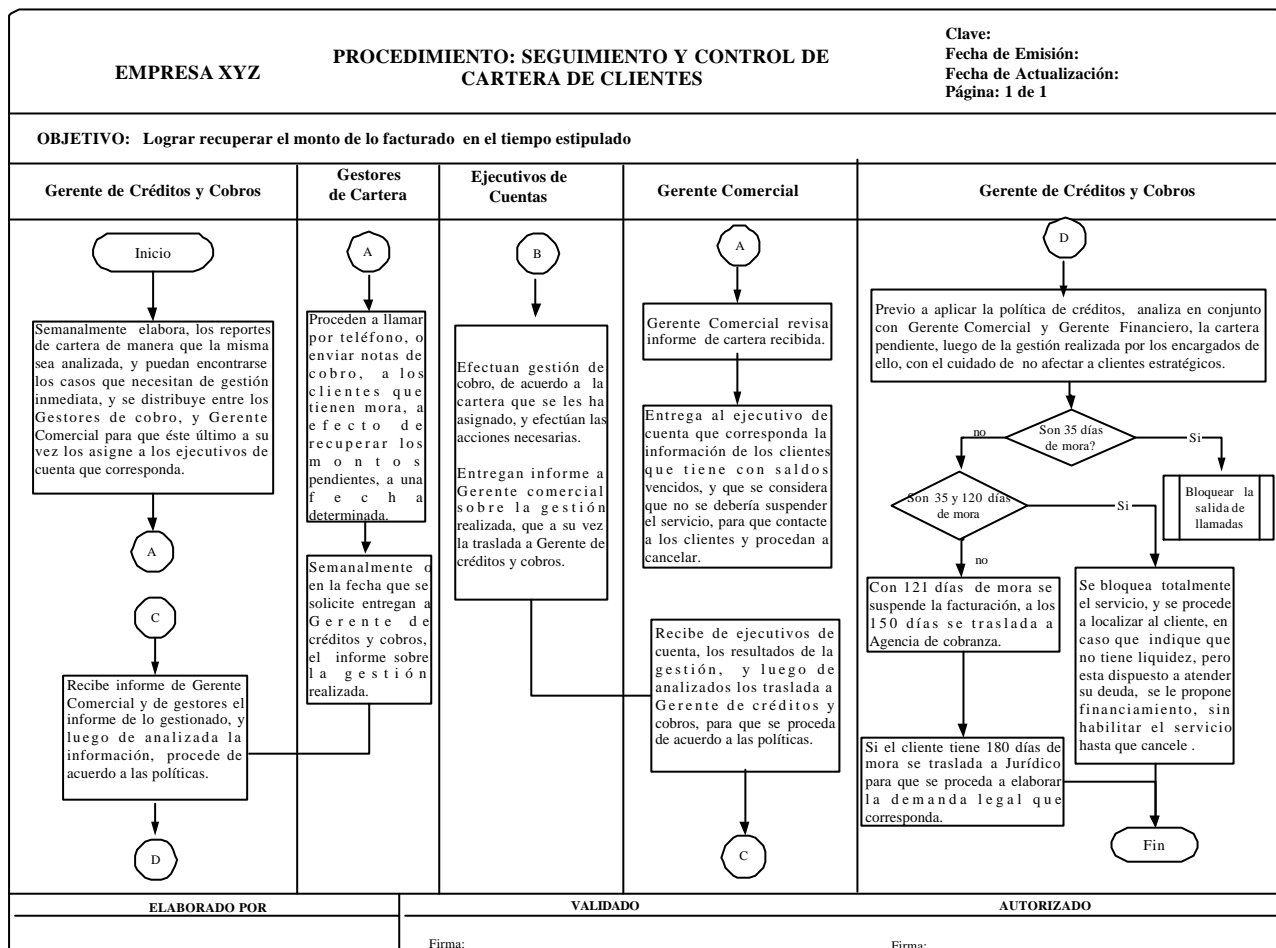 EMPRESA XYZ
PROCEDIMIENTO: SEGUIMIENTO Y CONTROL DE
CARTERA DE CLIENTES
Clave:
Fecha de Emisión:
Fecha de Actualización:
Página: 1 de 1
OBJETIVO: Lograr recuperar el monto de lo facturado en el tiempo estipulado
Gerente de Créditos y Cobros
Gestores
de Cartera
Ejecutivos de
Cuentas
Gerente Comercial
Gerente de Créditos y Cobros
Inicio
Semanalmente elabora, los reportes
de cartera de manera que la misma
sea analizada, y puedan encontrarse
los casos que necesitan de gestión
inmediata, y se distribuye entre los
Gestores de cobro, y Gerente
Comercial para que éste último a su
vez los asigne a los ejecutivos de
cuenta que corresponda.
A
C
Recibe informe de Gerente
Comercial y de gestores el
informe de lo gestionado, y
luego de analizada la
información, procede de
acuerdo a las políticas.
D
A
Proceden a llamar
por teléfono, o
enviar notas de
cobro, a los
clientes que
tienen mora, a
efecto de
recuperar los
montos
pendientes, a una
fecha
determinada.
Semanalmente o
en la fecha que se
solicite entregan a
Gerente de
créditos y cobros,
el informe sobre
la gestión
realizada.
B
Efectuan gestión de
cobro, de acuerdo a la
cartera que se les ha
asignado, y efectúan las
acciones necesarias.
Entregan informe a
Gerente comercial
sobre la gestión
realizada, que a su vez
la traslada a Gerente de
créditos y cobros.
A
Gerente Comercial revisa
informe de cartera recibida.
Entrega al ejecutivo de
cuenta que corresponda la
información de los clientes
que tiene con saldos
vencidos, y que se considera
que no se debería suspender
el servicio, para que contacte
a los clientes y procedan a
cancelar.
Recibe de ejecutivos de
cuenta, los resultados de la
gestión, y luego de
analizados los traslada a
Gerente de créditos y
cobros, para que se proceda
de acuerdo a las políticas.
C
D
Previo a aplicar la política de créditos, analiza en conjunto
con Gerente Comercial y Gerente Financiero, la cartera
pendiente, luego de la gestión realizada por los encargados de
ello, con el cuidado de no afectar a clientes estratégicos.
Son 35 días
de mora?
no
Si
Bloquear la
salida de
llamadas
Son 35 y 120 días
de mora
Si
no
Con 121 días de mora se
suspende la facturación, a los
150 días se traslada a
Agencia de cobranza.
Se bloquea totalmente
el servicio, y se procede
a localizar al cliente, en
caso que indique que
no tiene liquidez, pero
esta dispuesto a atender
su deuda, se le propone
financiamiento, sin
habilitar el servicio
hasta que cancele .
Si el cliente tiene 180 días de
mora se traslada a Jurídico
para que se proceda a elaborar
la demanda legal que
corresponda.
Fin
ELABORADO POR
VALIDADO
AUTORIZADO
Firma:
Firma: